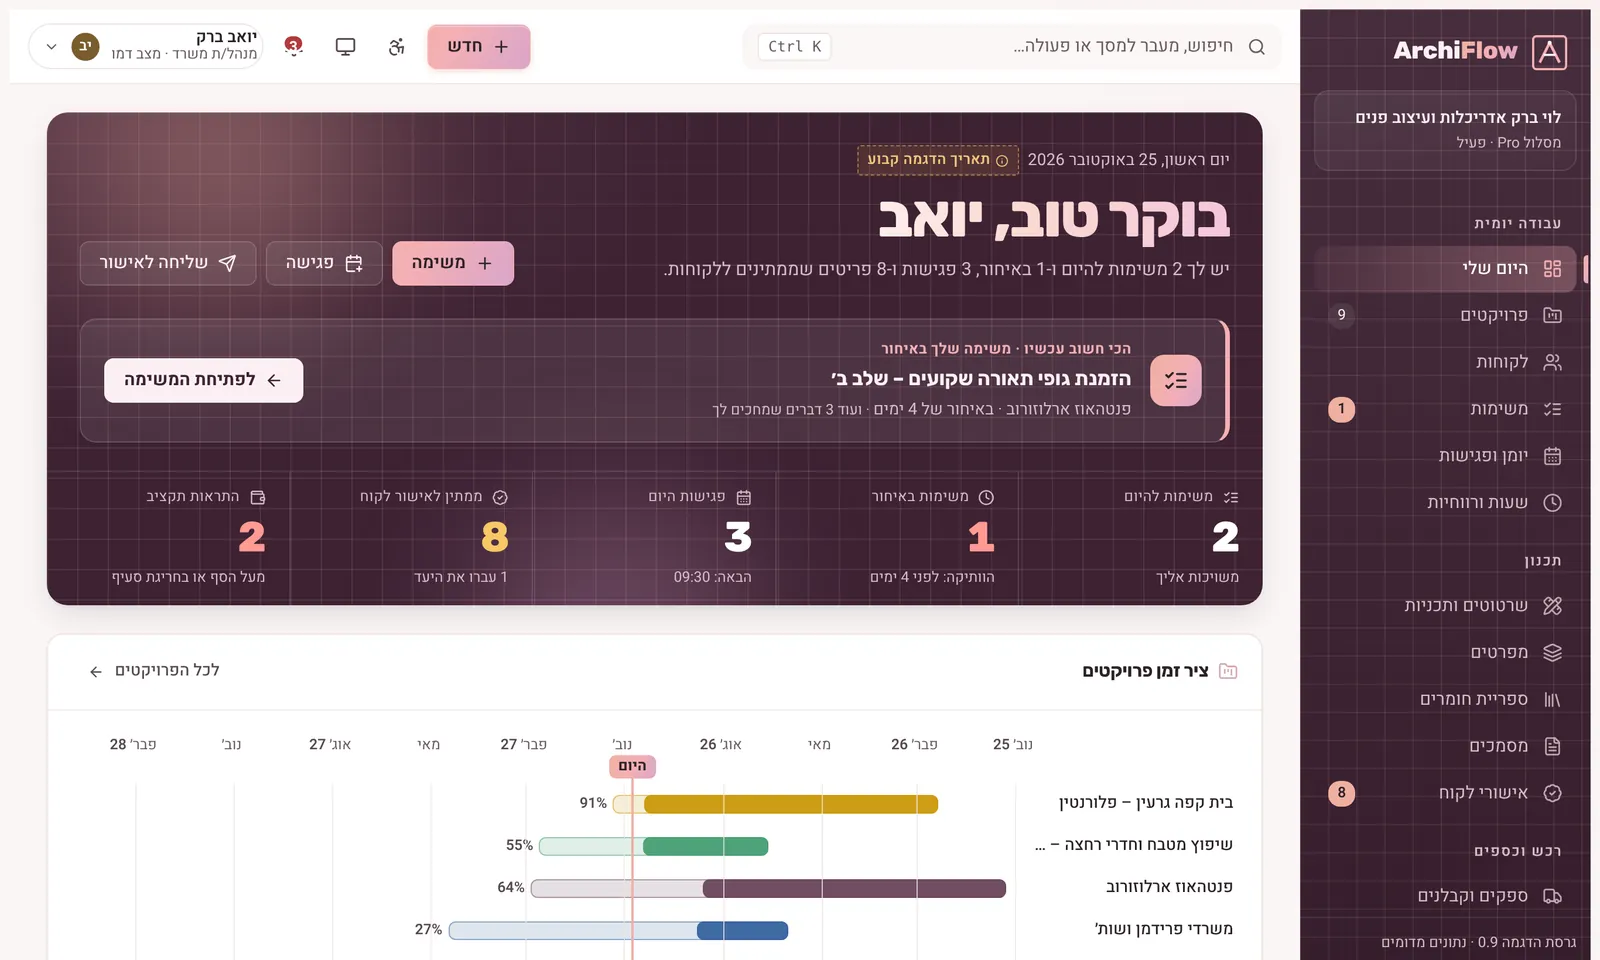 ArchiFlow
לוי ברק אדריכלות ועיצוב פנים
מסלול Pro · פעיל
עבודה יומית
היום שלי
פרויקטים
9
לקוחות
משימות
1
יומן ופגישות
שעות ורווחיות
תכנון
שרטוטים ותכניות
מפרטים
ספריית חומרים
מסמכים
אישורי לקוח
8
רכש וכספים
ספקים וקבלנים
גרסת הדגמה 0.9 · נתונים מדומים
חיפוש, מעבר למסך או פעולה...
Ctrl K
חדש
3
יואב ברק
מנהל/ת משרד · מצב דמו
יב
יום ראשון, 25 באוקטובר 2026
תאריך הדגמה קבוע
בוקר טוב, יואב
יש לך 2 משימות להיום ו-1 באיחור, 3 פגישות ו-8 פריטים שממתינים ללקוחות.
משימה
פגישה
שליחה לאישור
הכי חשוב עכשיו · משימה שלך באיחור
הזמנת גופי תאורה שקועים – שלב ב׳
פנטהאוז ארלוזורוב · באיחור של 4 ימים · ועוד 3 דברים שמחכים לך
לפתיחת המשימה
משימות להיום
2
משויכות אליך
משימות באיחור
1
הוותיקה: לפני 4 ימים
פגישות היום
3
הבאה: 09:30
ממתין לאישור לקוח
8
1 עברו את היעד
התראות תקציב
2
מעל הסף או בחריגת סעיף
ציר זמן פרויקטים
לכל הפרויקטים
נוב׳ 25
פבר׳ 26
מאי
אוג׳ 26
נוב׳
פבר׳ 27
מאי
אוג׳ 27
נוב׳
פבר׳ 28
היום
בית קפה גרעין – פלורנטין
91%
שיפוץ מטבח וחדרי רחצה – ...
55%
פנטהאוז ארלוזורוב
64%
משרדי פרידמן ושות׳
27%